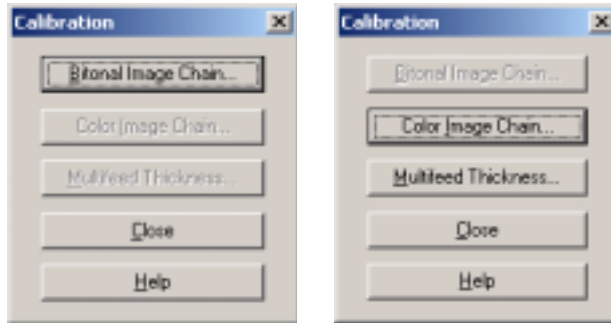 Calibration
Bitonal Image Chain...
Color Image Chain...
Multifeed Thickness...
Close
Help
Calibration
Bitonal Image Chain...
Color Image Chain...
Multifeed Thickness...
Close
Help